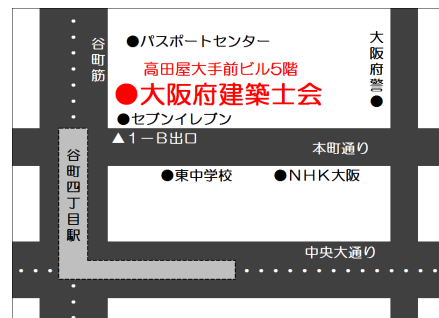 谷町筋
●パスポートセンター
大阪府警●
高田屋大手前ビル5階
●大阪府建築士会
●セブンイレブン
▲1－B出口
本町通り
谷町四丁目駅
●東中学校
●NHK大阪
中央大通り